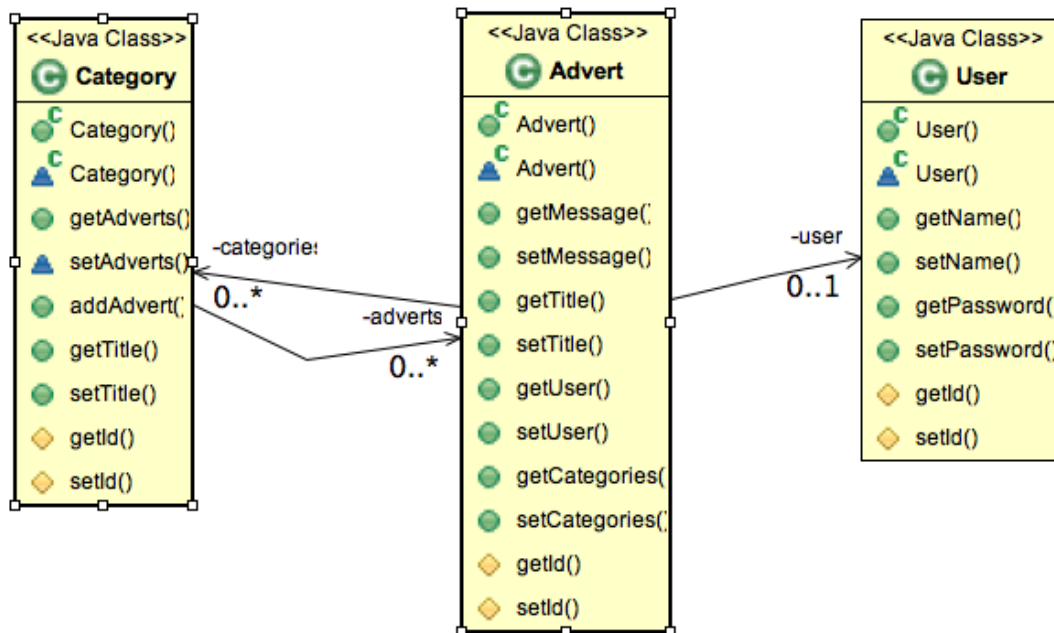 <<Java Class>>
C Category
C Category()
C Category()
getAdverts()
setAdverts()
addAdvert()
getTitle()
setTitle()
getId()
setId()
-categories
0..*
-adverts
0..*
<<Java Class>>
C Advert
C Advert()
C Advert()
getMessage()
setMessage()
getTitle()
setTitle()
getUser()
setUser()
getCategories(
setCategories()
getId()
setId()
-user
0..1
<<Java Class>>
C User
C User()
C User()
getName()
setName()
getPassword(
setPassword()
getId()
setId()